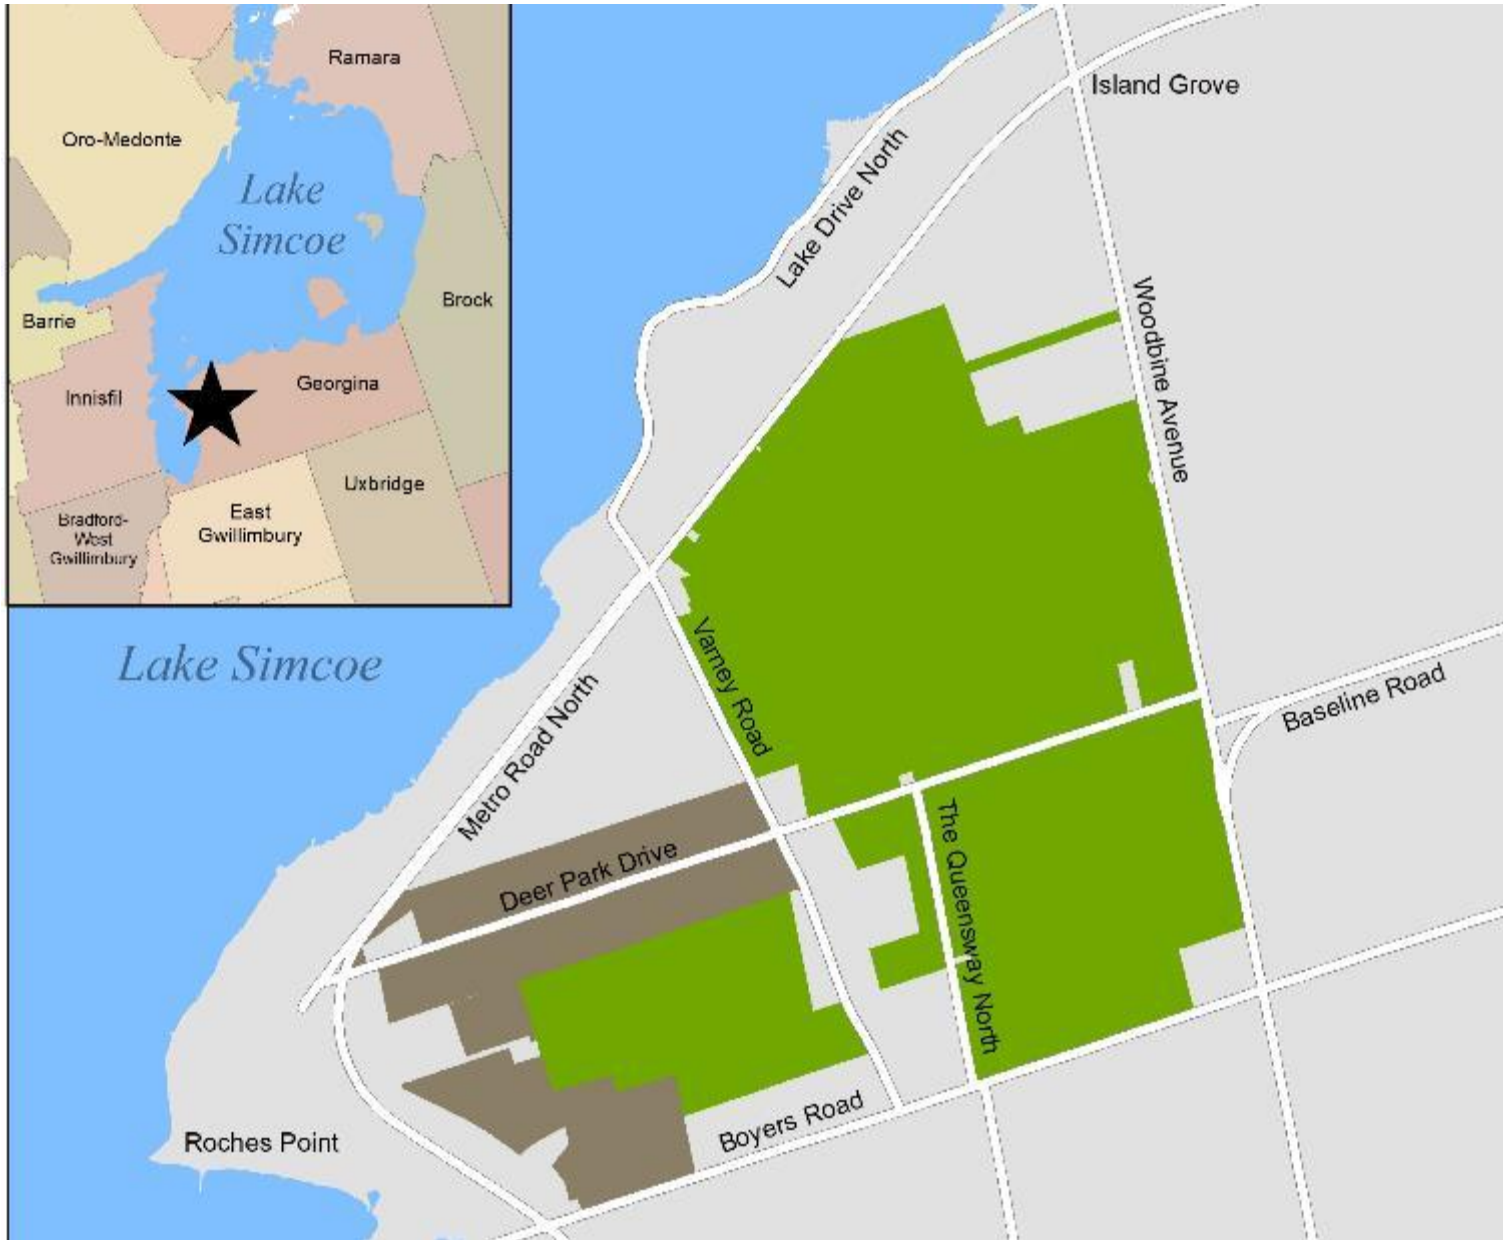 Ramara
Oro-Medonte
Lake
Simcoe
Brock
Barrie
Georgina
Innisfil
Uxbridge
East
Gwillimbury
Bradford-
West
Gwillimbury
Island Grove
Lake Drive North
Woodbine Avenue
Lake Simcoe
Varney Road
Baseline Road
Metro Road North
The Queensway North
Deer Park Drive
Boyers Road
Roches Point